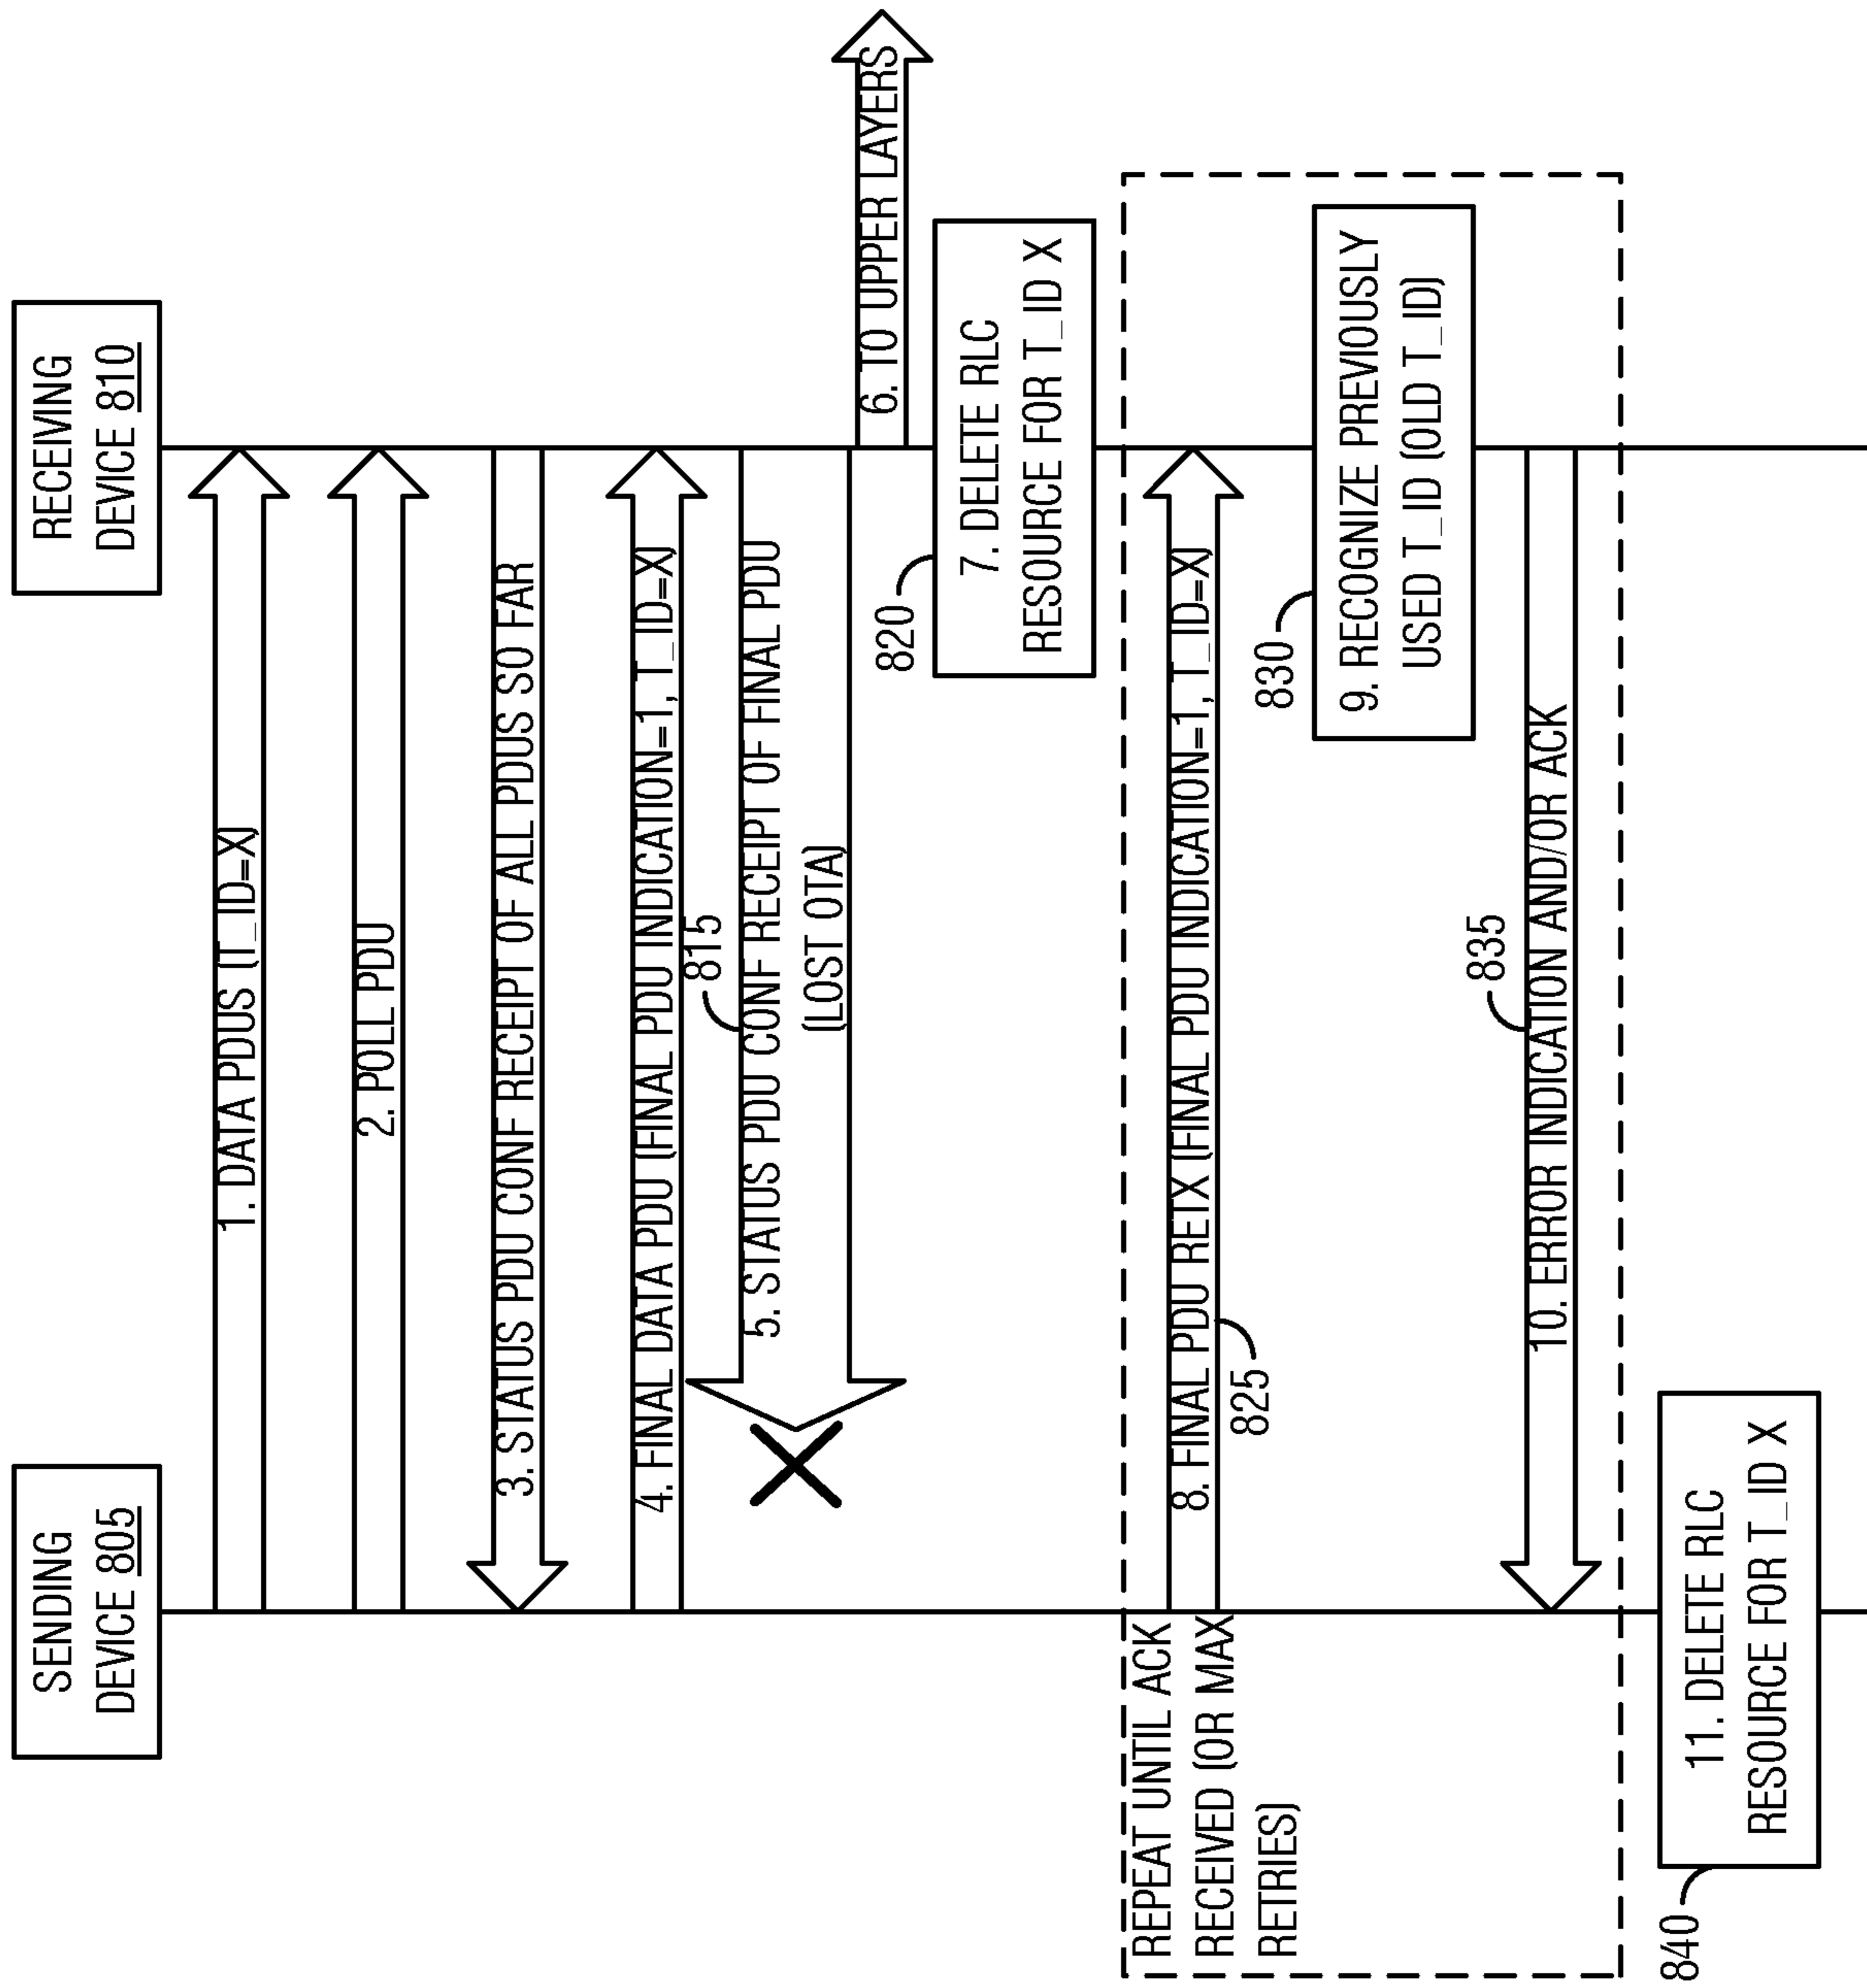 SENDING
DEVICE 805
RECEIVING
DEVICE 810
1. DATA PDUS (T_ID=X)
2. POLL PDU
3. STATUS PDU CONF RECEIPT OF ALL PDUS SO FAR
4. FINAL DATA PDU (FINAL PDU INDICATION=1, T_ID=X)
815
5. STATUS PDU CONF RECEIPT OF FINAL PDU
(LOST OTA)
6. TO UPPER LAYERS
820
7. DELETE RLC
RESOURCE FOR T_ID X
REPEAT UNTIL ACK
RECEIVED (OR MAX
RETRIES)
8. FINAL PDU RETX (FINAL PDU INDICATION=1, T_ID=X)
825
830
9. RECOGNIZE PREVIOUSLY
USED T_ID (OLD T_ID)
835
10. ERROR INDICATION AND/OR ACK
840
11. DELETE RLC
RESOURCE FOR T_ID X